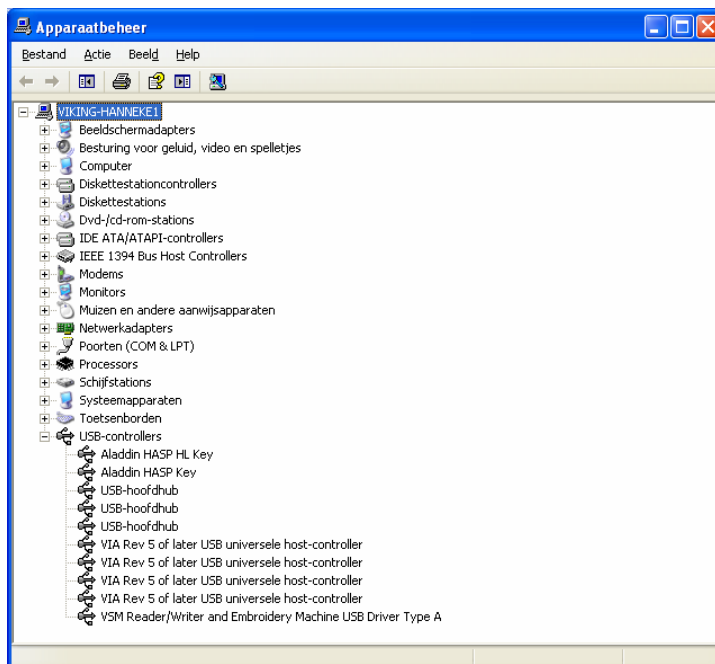 Apparaatbeheer
Bestand Actie Beeld Help
VIKING-HANNEKE1
Beeldschermadapters
Besturing voor geluid, video en spelletjes
Computer
Diskettestationcontrollers
Diskettestations
Dvd-/cd-rom-stations
IDE ATA/ATAPI-controllers
IEEE 1394 Bus Host Controllers
Modems
Monitors
Muizen en andere aanwijsapparaten
Netwerkadapters
Poorten (COM & LPT)
Processors
Schijfstations
Systeemapparaten
Toetsenborden
USB-controllers
Aladdin HASP HL Key
Aladdin HASP Key
USB-hoofdhub
USB-hoofdhub
USB-hoofdhub
VIA Rev 5 of later USB universele host-controller
VIA Rev 5 of later USB universele host-controller
VIA Rev 5 of later USB universele host-controller
VIA Rev 5 of later USB universele host-controller
VSM Reader/Writer and Embroidery Machine USB Driver Type A